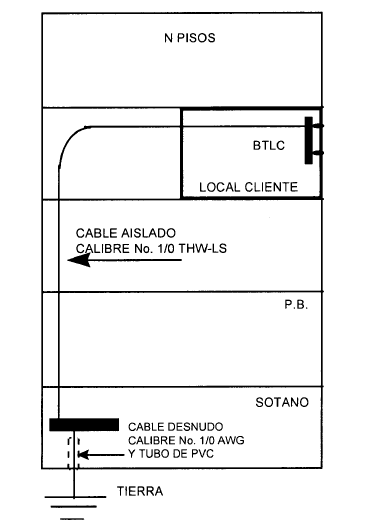 N PISOS
BTLC
LOCAL CLIENTE
CABLE AISLADO
CALIBRE No. 1/0 THW-LS
P.B.
SOTANO
CABLE DESNUDO
CALIBRE No. 1/0 AWG
Y TUBO DE PVC
TIERRA